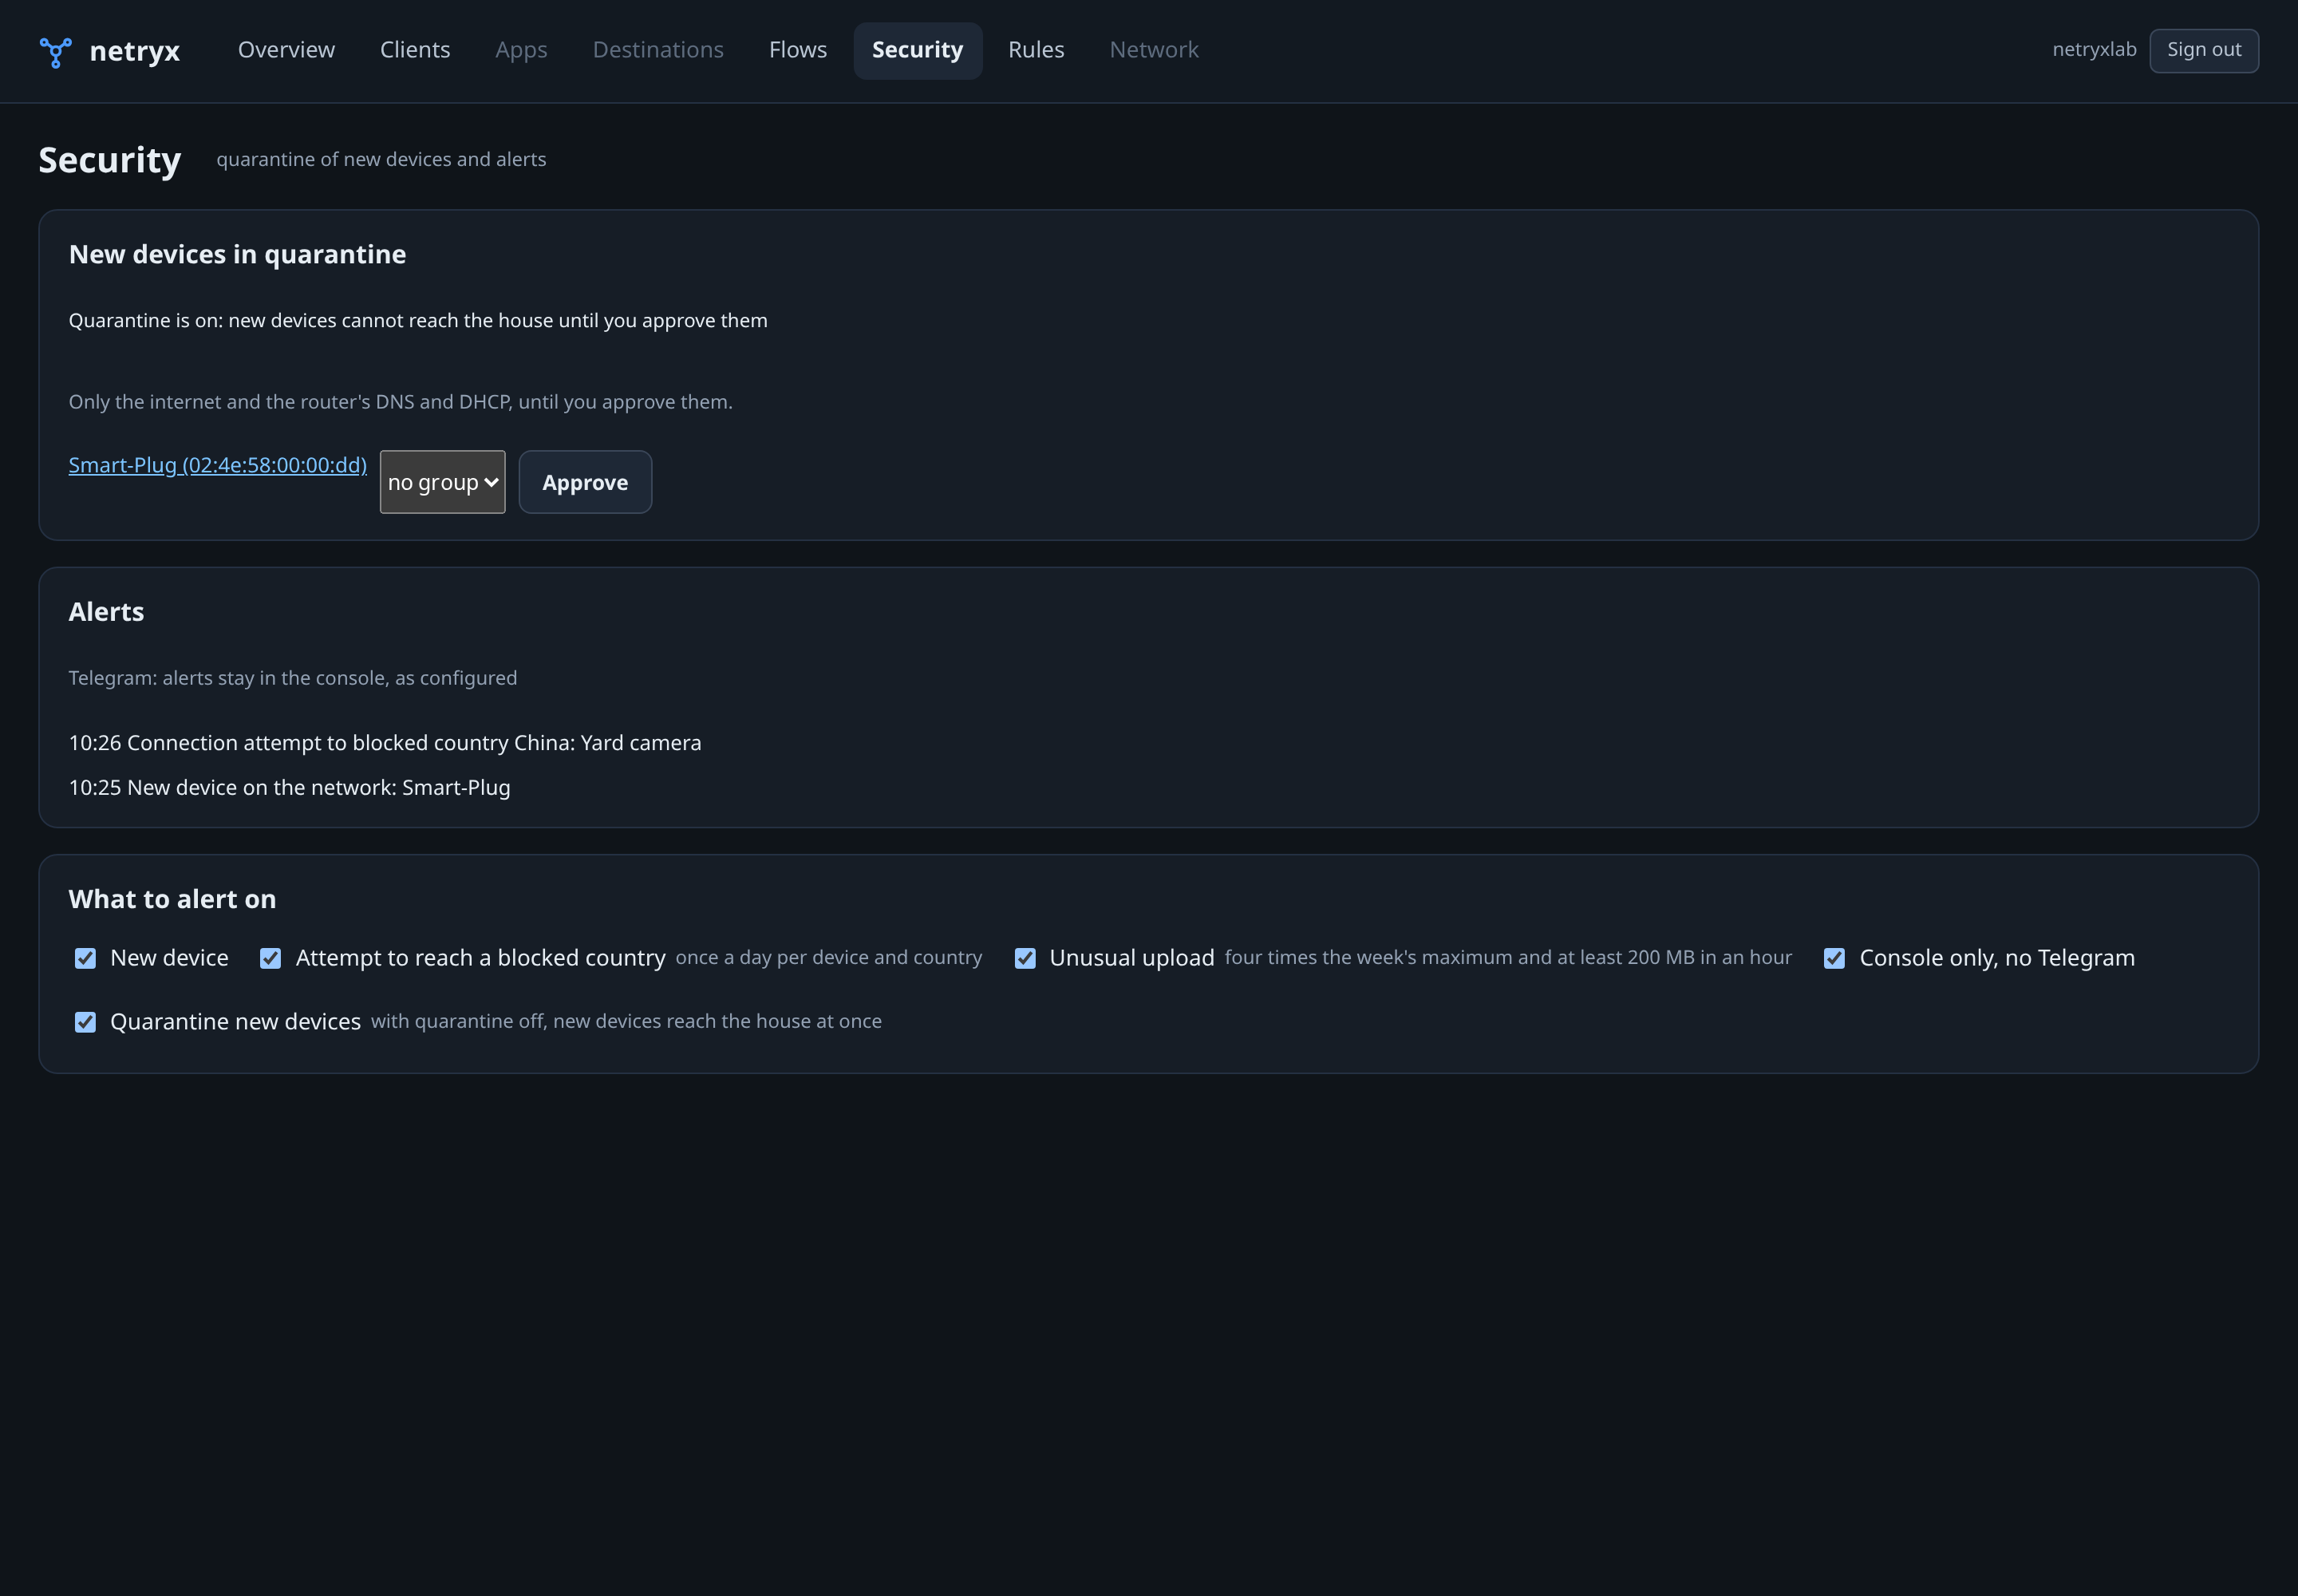 netryx Overview Clients Apps Destinations Flows Security Rules Network netryxlab Sign out
Security quarantine of new devices and alerts
New devices in quarantine
Quarantine is on: new devices cannot reach the house until you approve them
Only the internet and the router's DNS and DHCP, until you approve them.
Smart-Plug (02:4e:58:00:00:dd) no group Approve
Alerts
Telegram: alerts stay in the console, as configured
10:26 Connection attempt to blocked country China: Yard camera
10:25 New device on the network: Smart-Plug
What to alert on
New device Attempt to reach a blocked country once a day per device and country Unusual upload four times the week's maximum and at least 200 MB in an hour Console only, no Telegram
Quarantine new devices with quarantine off, new devices reach the house at once